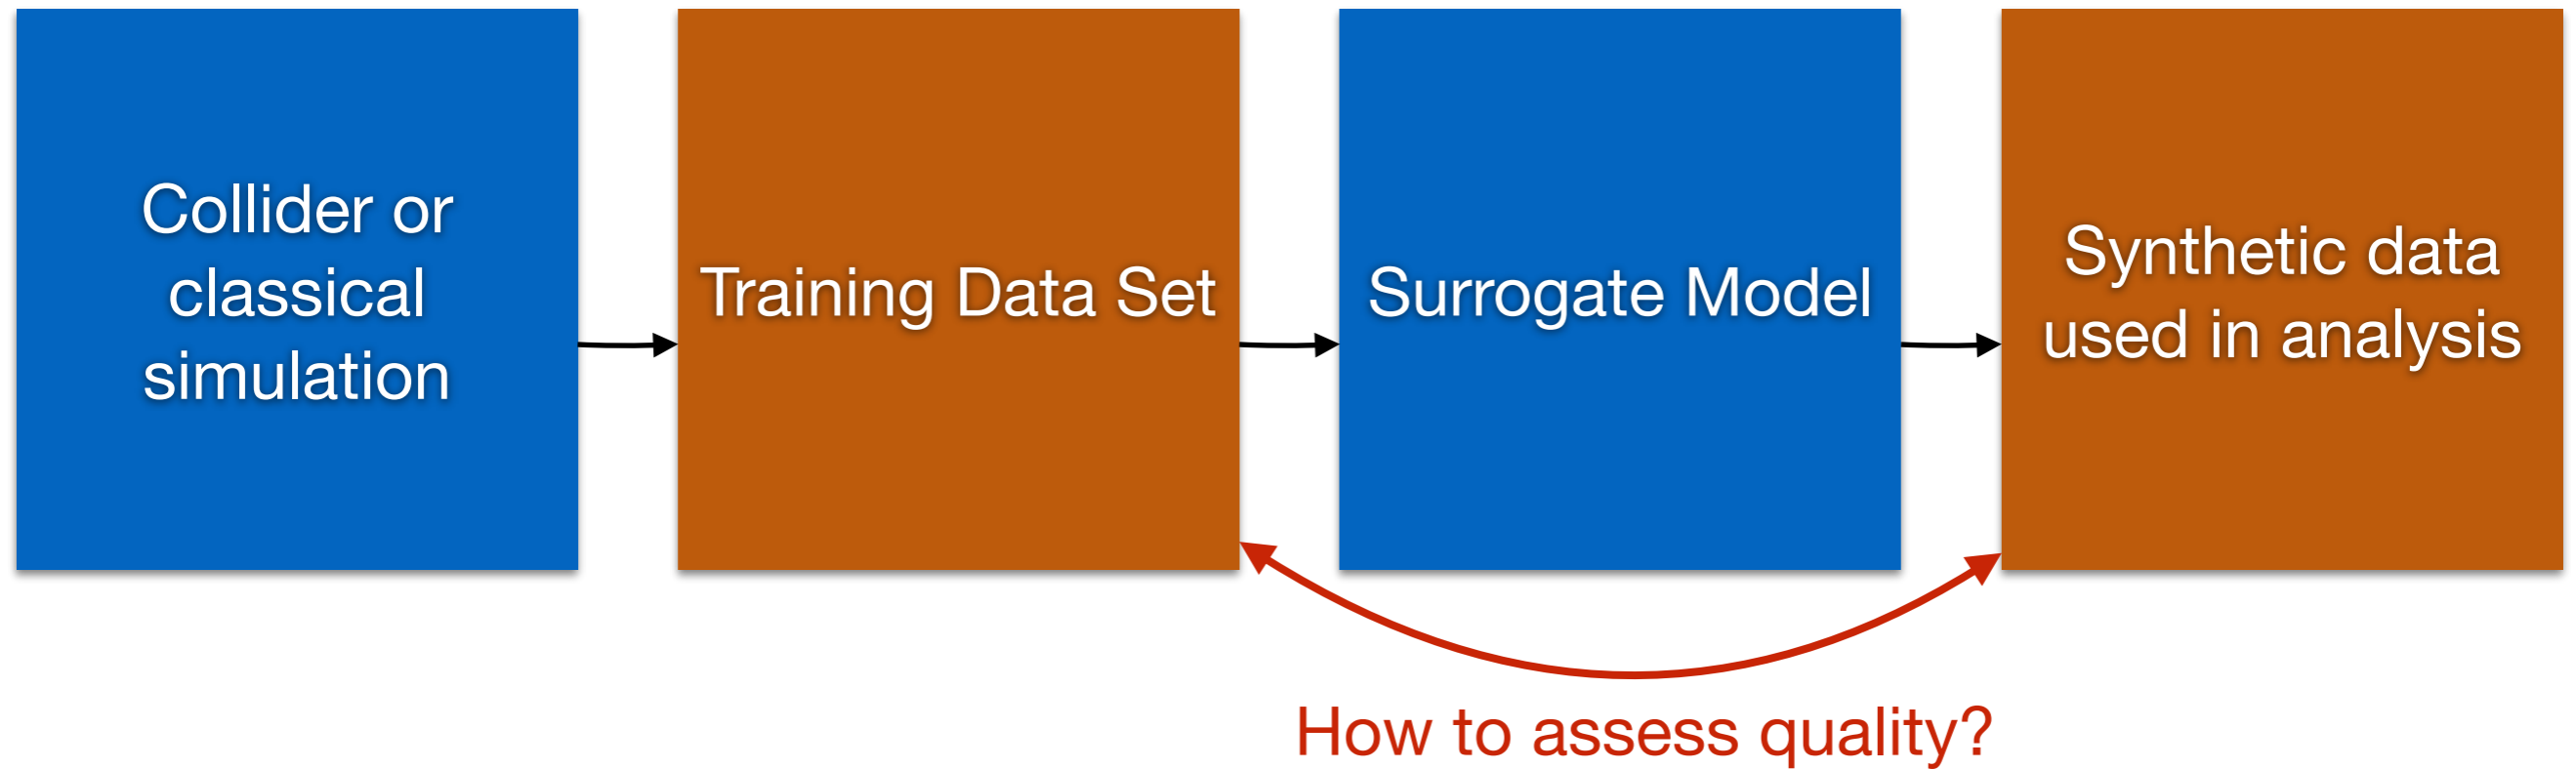 Collider or
classical
simulation
Training Data Set
Surrogate Model
Synthetic data
used in analysis
How to assess quality?